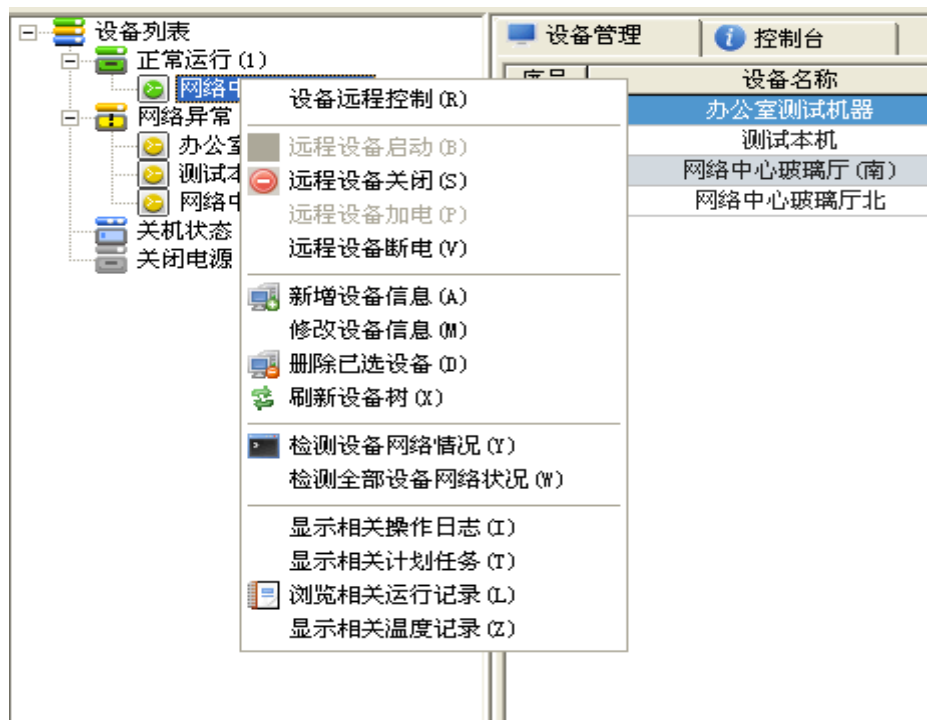 设备列表
正常运行(1)
网络中
网络异常
办公室
测试本
网络中
关机状态
关闭电源
设备远程控制(R)
远程设备启动(B)
远程设备关闭(S)
远程设备加电(P)
远程设备断电(V)
新增设备信息(A)
修改设备信息(M)
删除已选设备(D)
刷新设备树(X)
检测设备网络情况(Y)
检测全部设备网络状况(W)
显示相关操作日志(I)
显示相关计划任务(T)
浏览相关运行记录(L)
显示相关温度记录(Z)
设备管理 控制台
序号 设备名称
办公室测试机器
测试本机
网络中心玻璃厅(南)
网络中心玻璃厅北